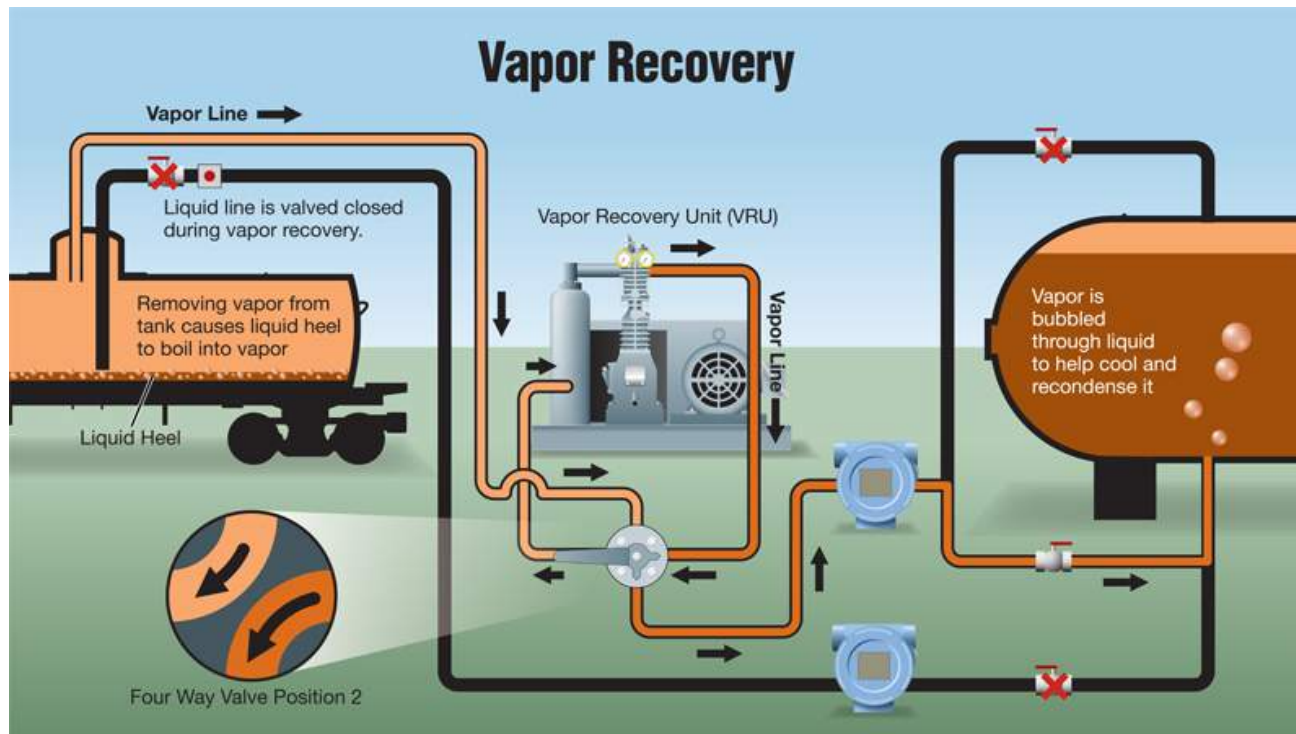 Vapor Recovery
Vapor Line
Liquid line is valved closed
during vapor recovery.
Vapor Recovery Unit (VRU)
Removing vapor from
tank causes liquid heel
to boil into vapor
Vapor Line
Vapor is
bubbled
through liquid
to help cool and
recondense it
Liquid Heel
Four Way Valve Position 2